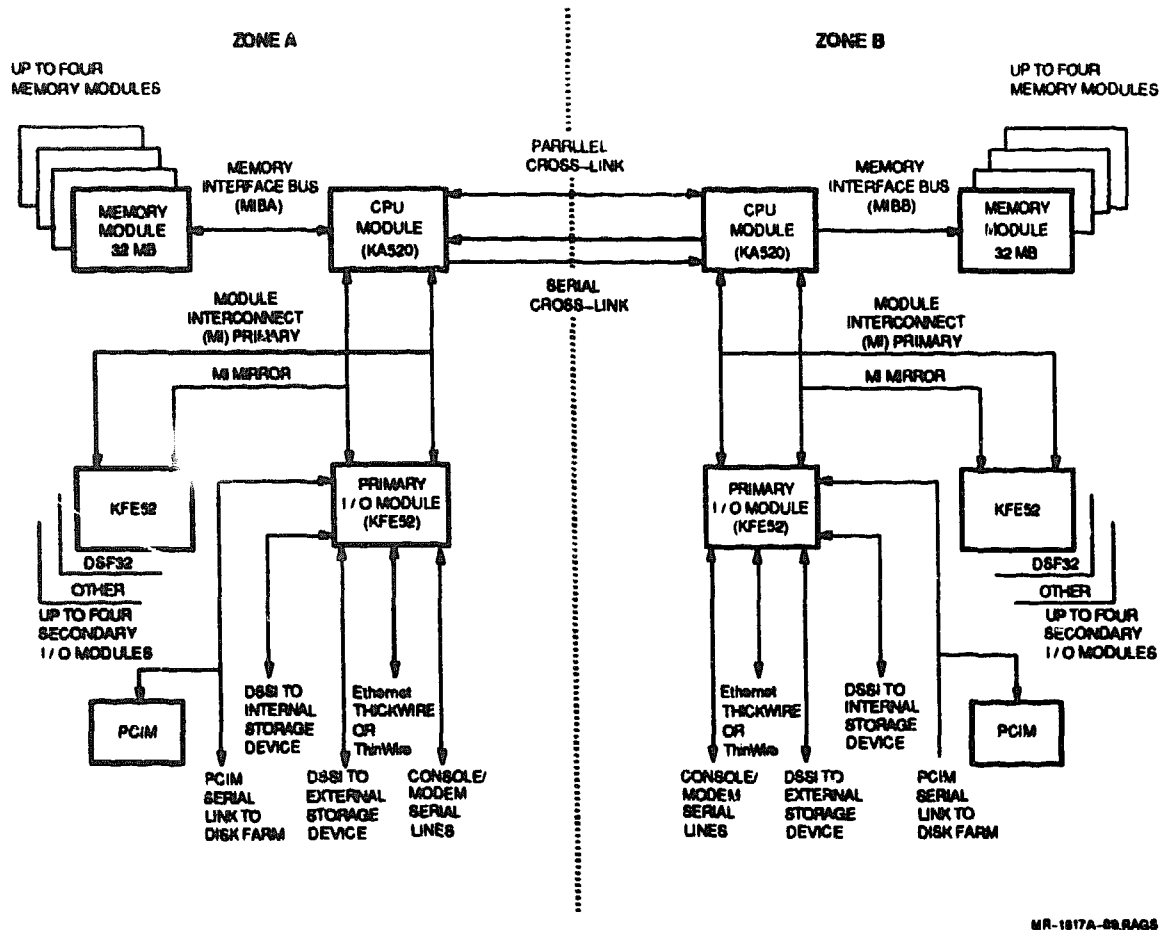 ZONE A
ZONE B
UP TO FOUR
MEMORY MODULES
UP TO FOUR
MEMORY MODULES
PARRLLEL
CROSS-LINK
MEMORY
INTERFACE BUS
(MIBA)
MEMORY
INTERFACE BUS
(MIBB)
MEMORY
MODULE
32 MB
CPU
MODULE
(KA520)
CPU
MODULE
(KA520)
MEMORY
MODULE
32 MB
SERIAL
CROSS-LINK
MODULE
INTERCONNECT
(MI) PRIMARY
MODULE
INTERCONNECT
(MI) PRIMARY
MI MIRROR
MI MIRROR
KFE52
PRIMARY
I / O MODULE
(KFE52)
PRIMARY
I / O MODULE
(KFE52)
KFE52
DSF32
OTHER
UP TO FOUR
SECONDARY
I / O MODULES
DSF32
OTHER
UP TO FOUR
SECONDARY
I / O MODULES
PCIM
DSSI TO
INTERNAL
STORAGE
DEVICE
Ethernet
THICKWIRE
OR
ThinWire
Ethernet
THICKWIRE
OR
ThinWire
DSSI TO
INTERNAL
STORAGE
DEVICE
PCIM
PCIM
SERIAL
LINK TO
DISK FARM
DSSI TO
EXTERNAL
STORAGE
DEVICE
CONSOLE/
MODEM
SERIAL
LINES
CONSOLE/
MODEM
SERIAL
LINES
DSSI TO
EXTERNAL
STORAGE
DEVICE
PCIM
SERIAL
LINK TO
DISK FARM
MR-1617A-89.RAGS